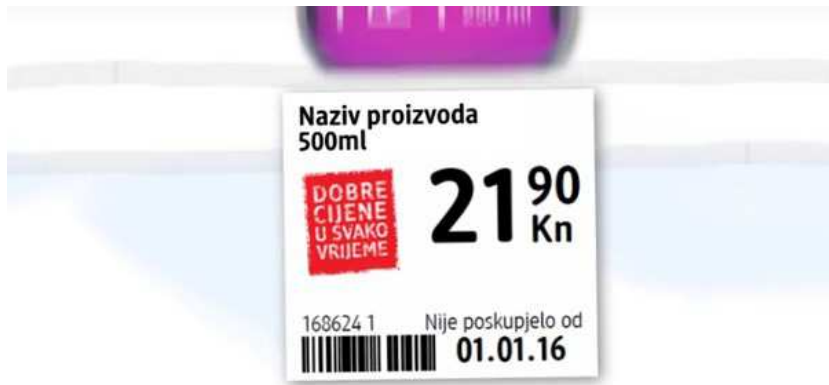 Naziv proizvoda
500ml
DOBRE
CIJENE
U SVAKO
VRIJEME
21 90
Kn
168624 1
Nije poskupjelo od
01.01.16